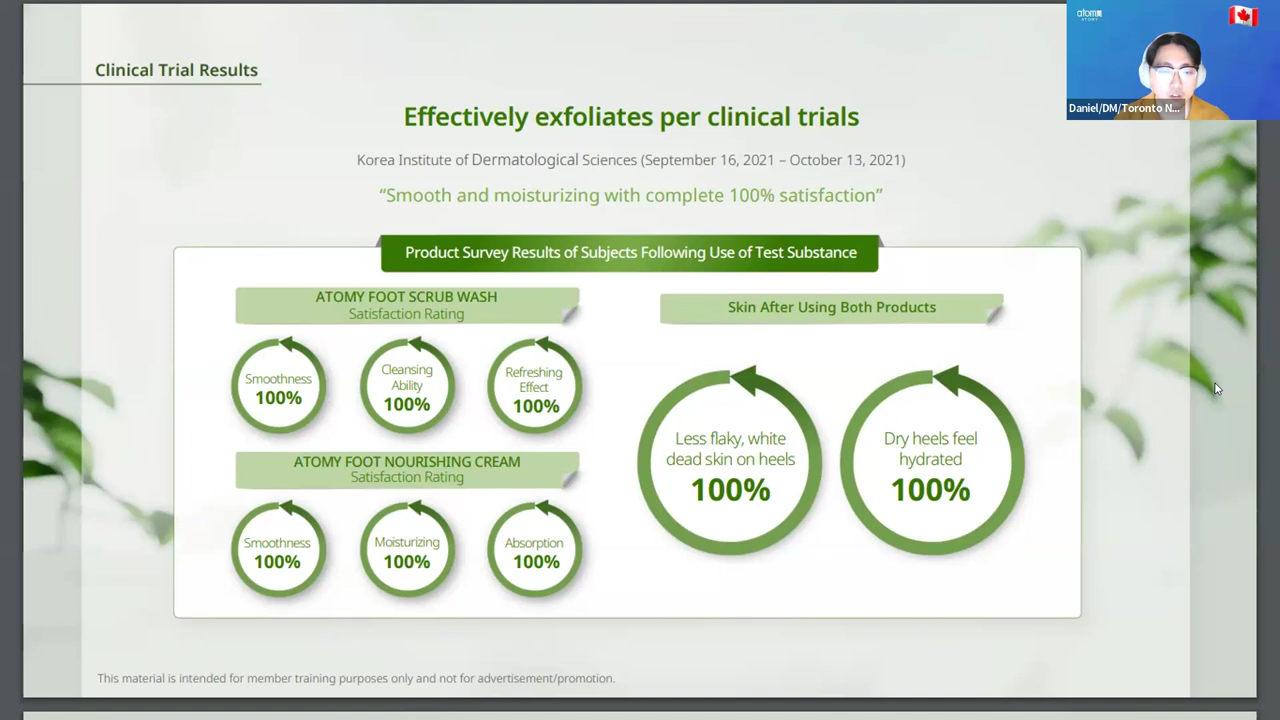 Clinical Trial Results
Effectively exfoliates per clinical trials
Korea Institute of Dermatological Sciences (September 16, 2021 – October 13, 2021)
“Smooth and moisturizing with complete 100% satisfaction”
Product Survey Results of Subjects Following Use of Test Substance
ATOMY FOOT SCRUB WASH
Satisfaction Rating
Smoothness
100%
Cleansing
Ability
100%
Refreshing
Effect
100%
ATOMY FOOT NOURISHING CREAM
Satisfaction Rating
Smoothness
100%
Moisturizing
100%
Absorption
100%
Skin After Using Both Products
Less flaky, white
dead skin on heels
100%
Dry heels feel
hydrated
100%
This material is intended for member training purposes only and not for advertisement/promotion.
Daniel/DM/Toronto N...